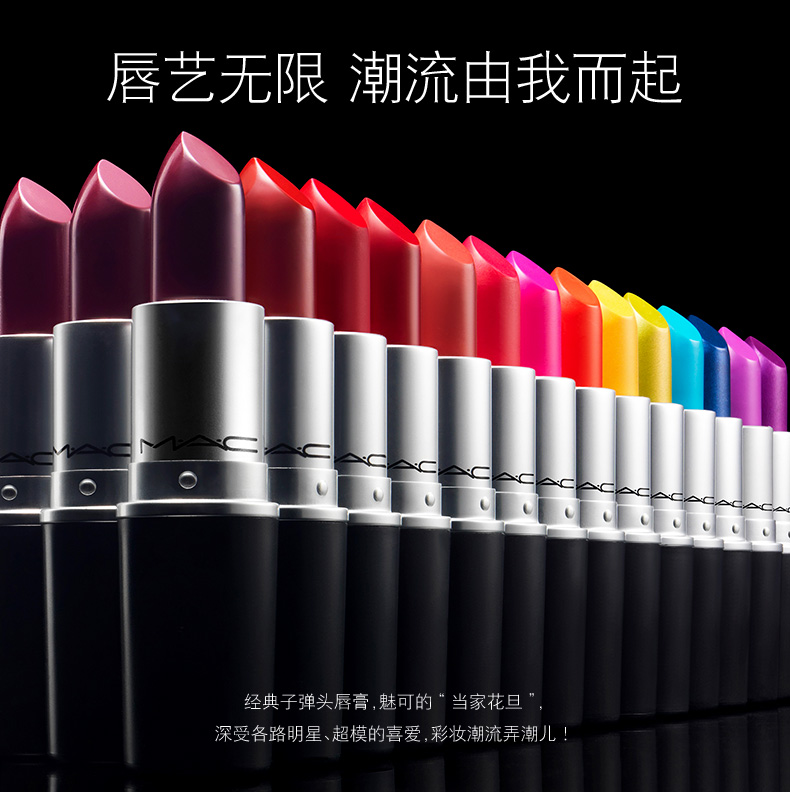 唇艺无限 潮流由我而起
M·A·C
经典子弹头唇膏,魅可的“当家花旦”,
深受各路明星、超模的喜爱,彩妆潮流弄潮儿!